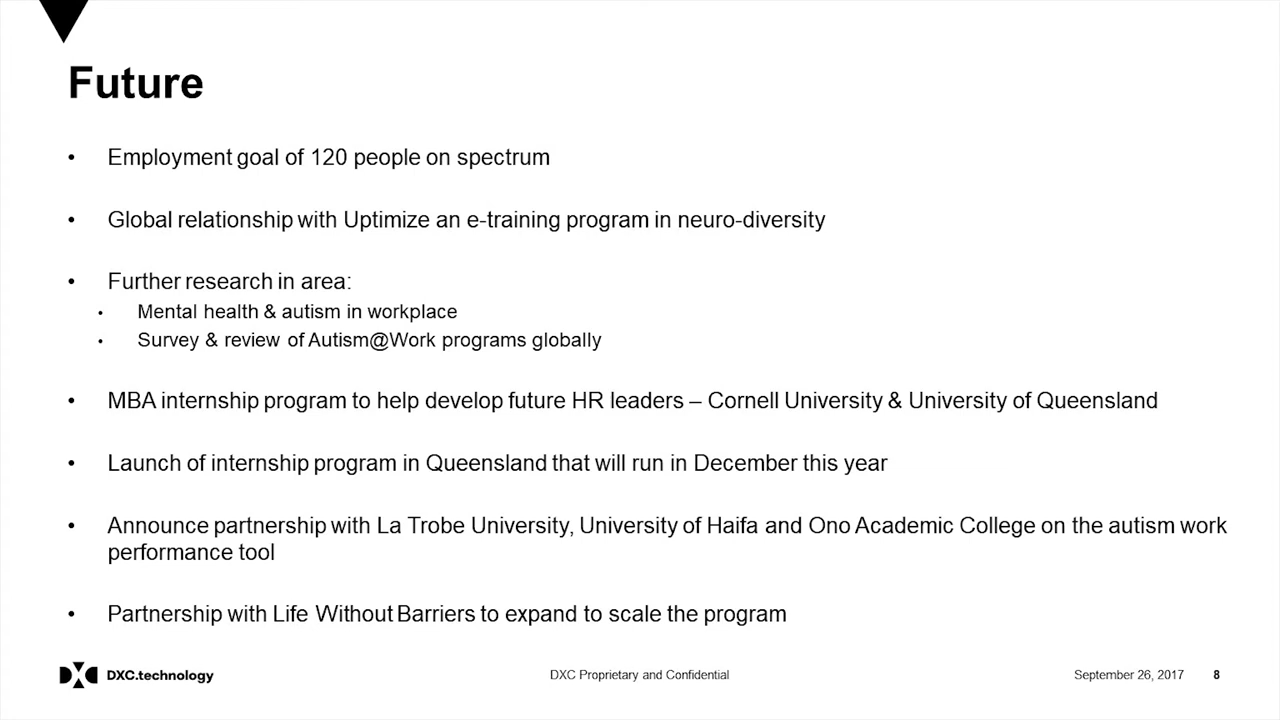 Future
• Employment goal of 120 people on spectrum
• Global relationship with Uptimize an e-training program in neuro-diversity
• Further research in area:
• Mental health & autism in workplace
• Survey & review of Autism@Work programs globally
• MBA internship program to help develop future HR leaders – Cornell University & University of Queensland
• Launch of internship program in Queensland that will run in December this year
• Announce partnership with La Trobe University, University of Haifa and Ono Academic College on the autism work
performance tool
• Partnership with Life Without Barriers to expand to scale the program
DXC.technology
DXC Proprietary and Confidential
September 26, 2017 8